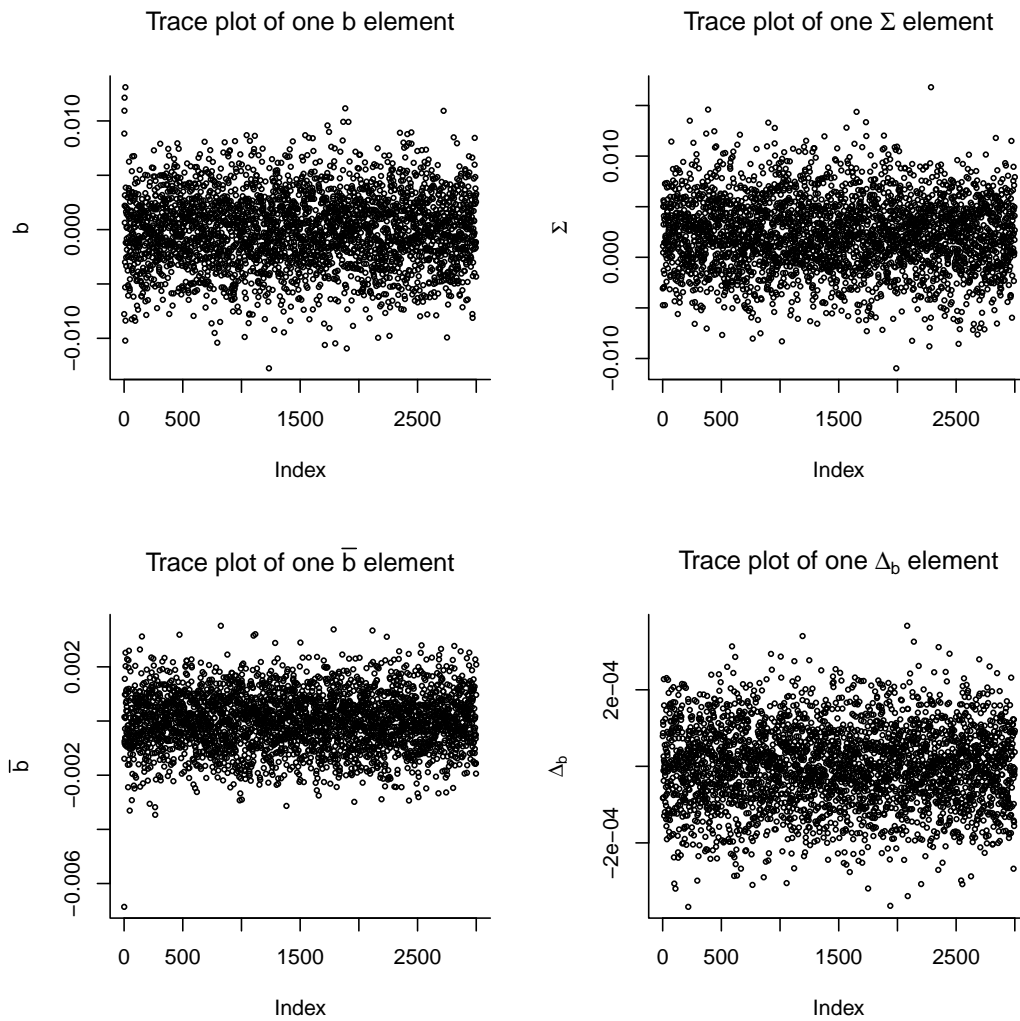 Trace plot of one b element
b
0.010
0.000
−0.010
0
500
1500
2500
Index
Trace plot of one Σ element
Σ
0.010
0.000
−0.010
0
500
1500
2500
Index
Trace plot of one b̅ element
b̅
0.002
−0.002
−0.006
0
500
1500
2500
Index
Trace plot of one Δb element
Δb
2e−04
−2e−04
0
500
1500
2500
Index